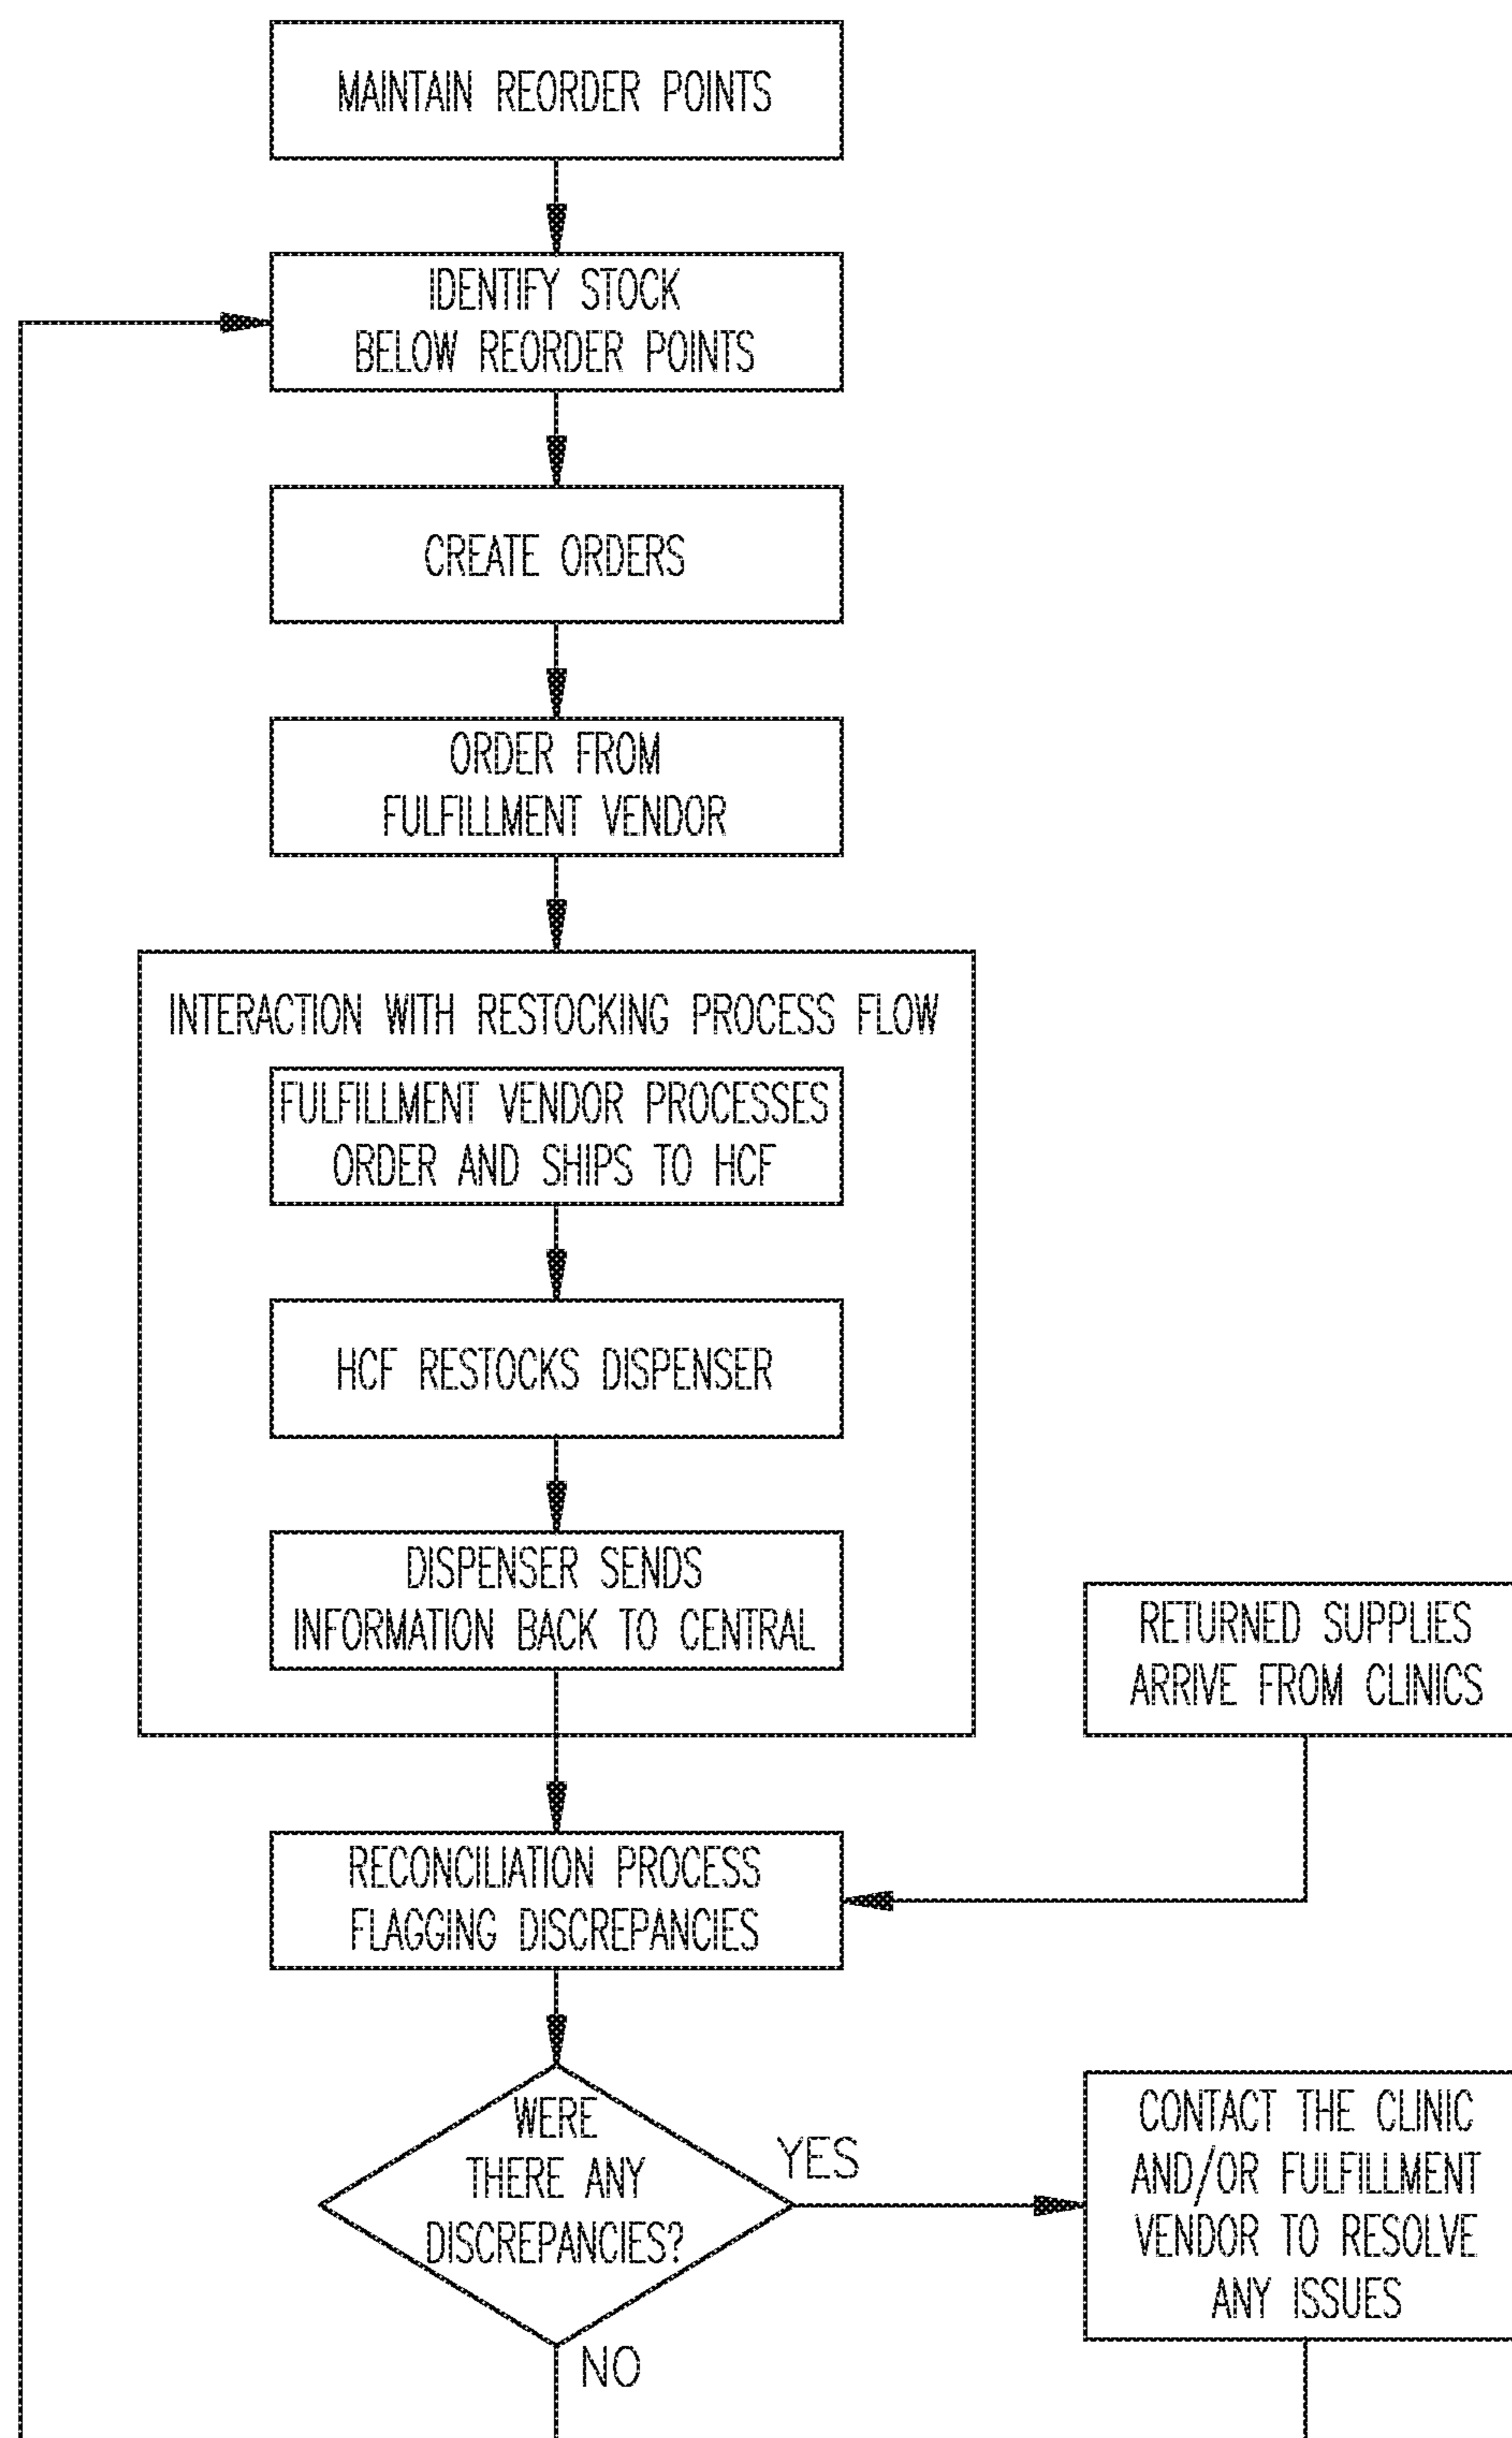 MAINTAIN REORDER POINTS
IDENTIFY STOCK
BELOW REORDER POINTS
CREATE ORDERS
ORDER FROM
FULFILLMENT VENDOR
INTERACTION WITH RESTOCKING PROCESS FLOW
FULFILLMENT VENDOR PROCESSES
ORDER AND SHIPS TO HCF
HCF RESTOCKS DISPENSER
DISPENSER SENDS
INFORMATION BACK TO CENTRAL
RETURNED SUPPLIES
ARRIVE FROM CLINICS
RECONCILIATION PROCESS
FLAGGING DISCREPANCIES
WERE
THERE ANY
DISCREPANCIES?
YES
CONTACT THE CLINIC
AND/OR FULFILLMENT
VENDOR TO RESOLVE
ANY ISSUES
NO